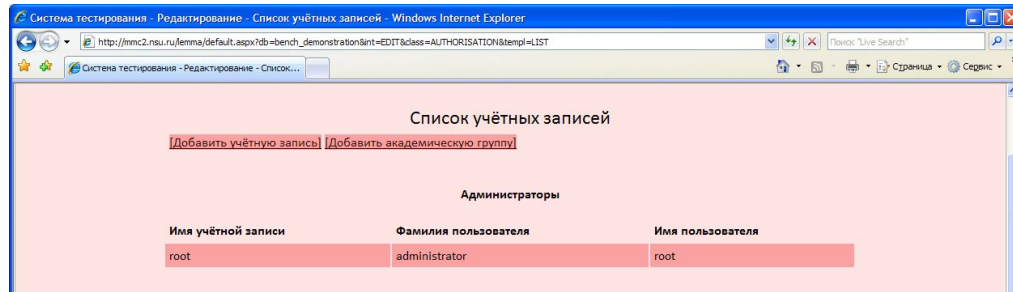 Система тестирования - Редактирование - Список учётных записей - Windows Internet Explorer
http://mmc2.nsu.ru/lemma/default.aspx?db=bench_demonstration&int=EDIT&class=AUTHORISATION&templ=LIST
Поиск "Live Search"
Система тестирования - Редактирование - Список...
Страница
Сервис
Список учётных записей
[Добавить учётную запись] [Добавить академическую группу]
Администраторы
Имя учётной записи Фамилия пользователя Имя пользователя
root administrator root